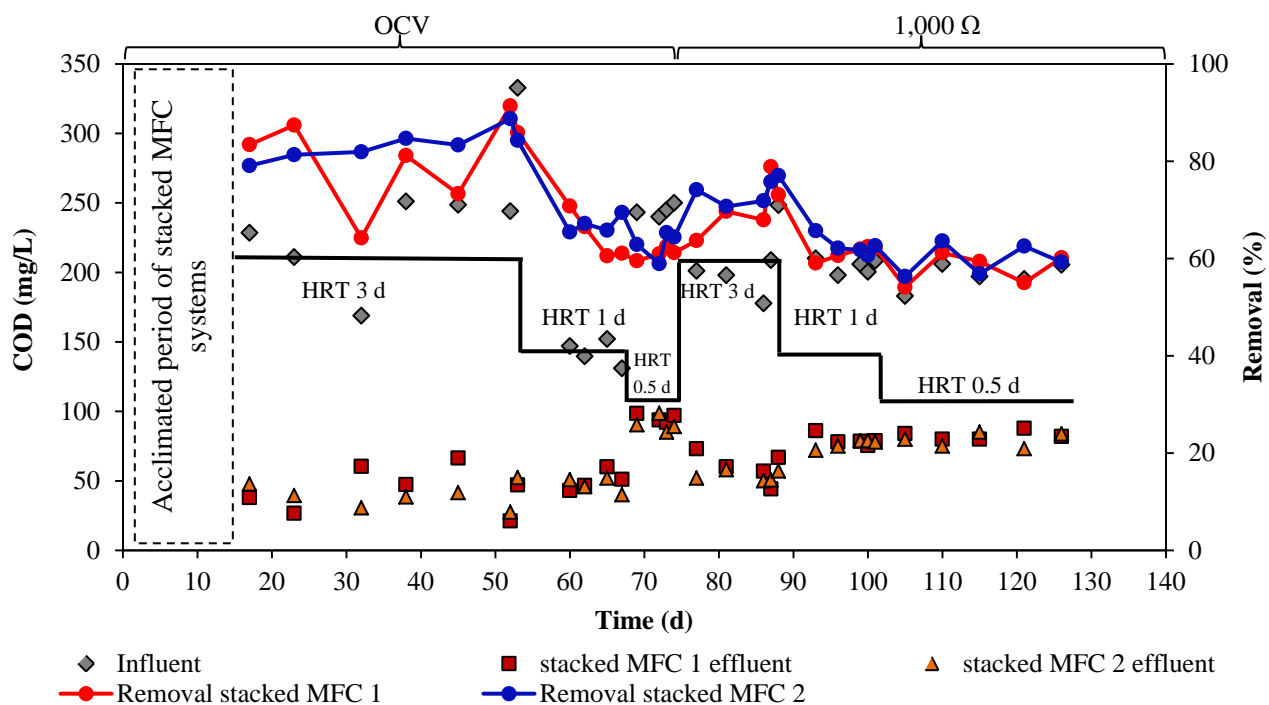 OCV 1,000 Ω
350 100
300
250 80
200 60
150 40
100
50 20
0 0
COD (mg/L)
Removal (%)
Acclimated period of stacked MFC
systems
HRT 3 d
HRT 1 d
HRT
0.5 d
HRT 3 d
HRT 1 d
HRT 0.5 d
0 10 20 30 40 50 60 70 80 90 100 110 120 130 140
Time (d)
Influent stacked MFC 1 effluent stacked MFC 2 effluent
Removal stacked MFC 1 Removal stacked MFC 2